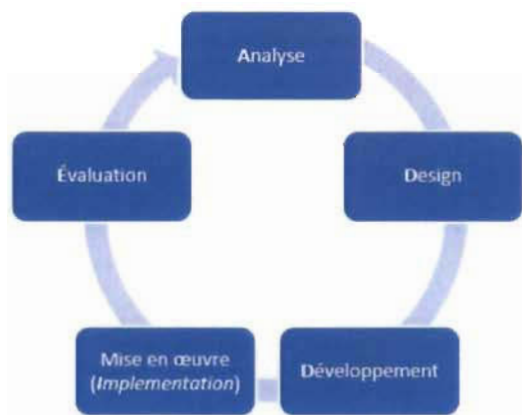 Analyse
Design
Développement
Mise en œuvre
(Implementation)
Évaluation